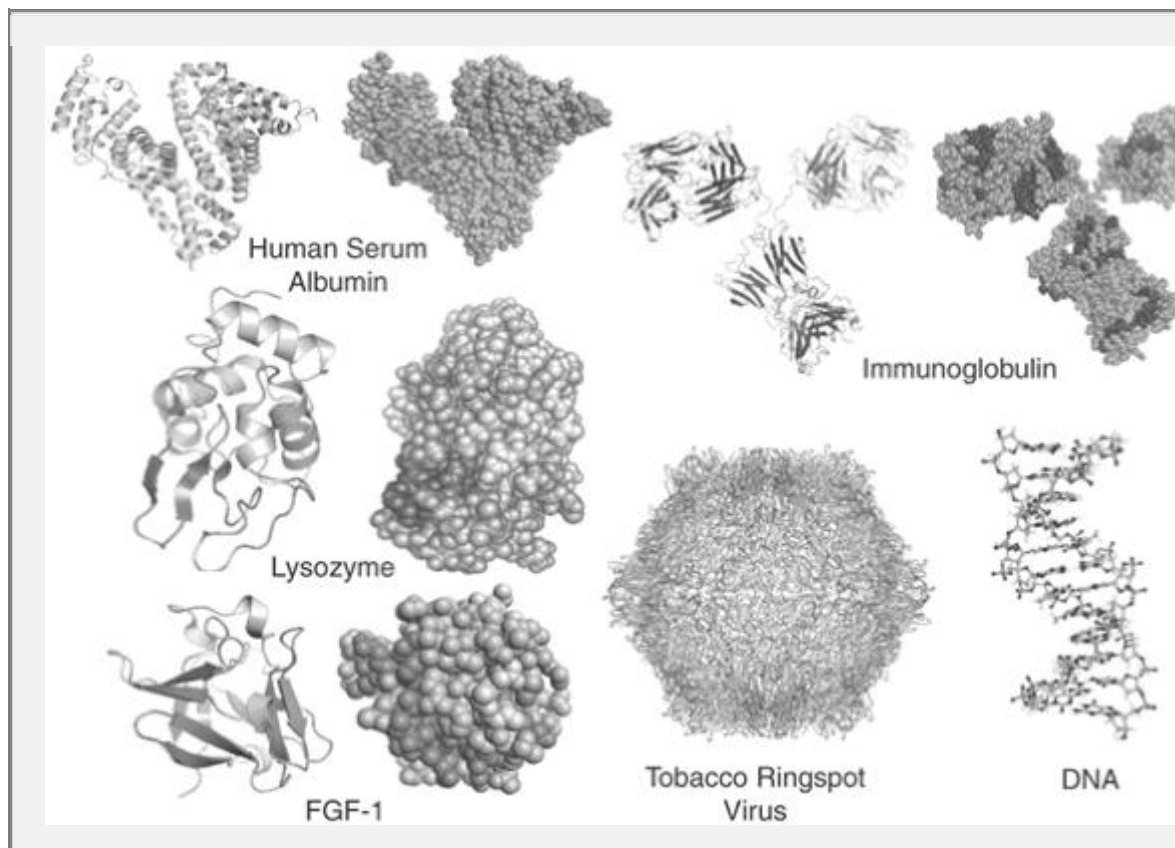 Human Serum
Albumin
Immunoglobulin
Lysozyme
FGF-1
Tobacco Ringspot
Virus
DNA